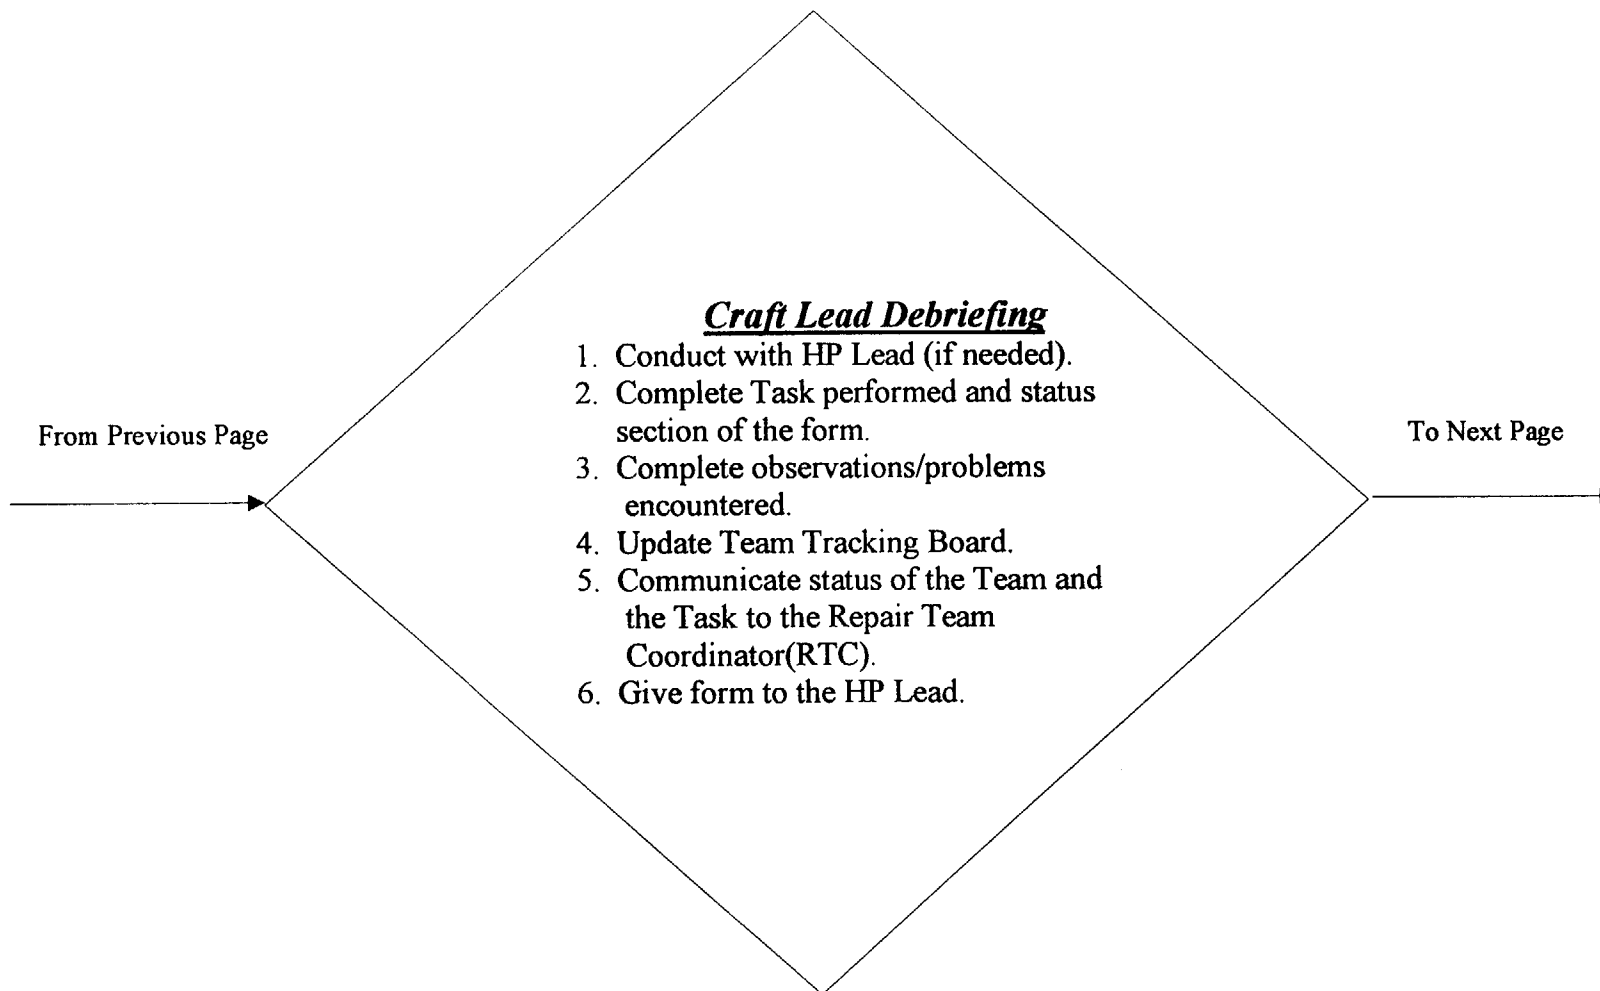 Craft Lead Debriefing
1. Conduct with HP Lead (if needed).
2. Complete Task performed and status
section of the form.
3. Complete observations/problems
encountered.
4. Update Team Tracking Board.
5. Communicate status of the Team and
the Task to the Repair Team
Coordinator(RTC).
6. Give form to the HP Lead.
From Previous Page
To Next Page